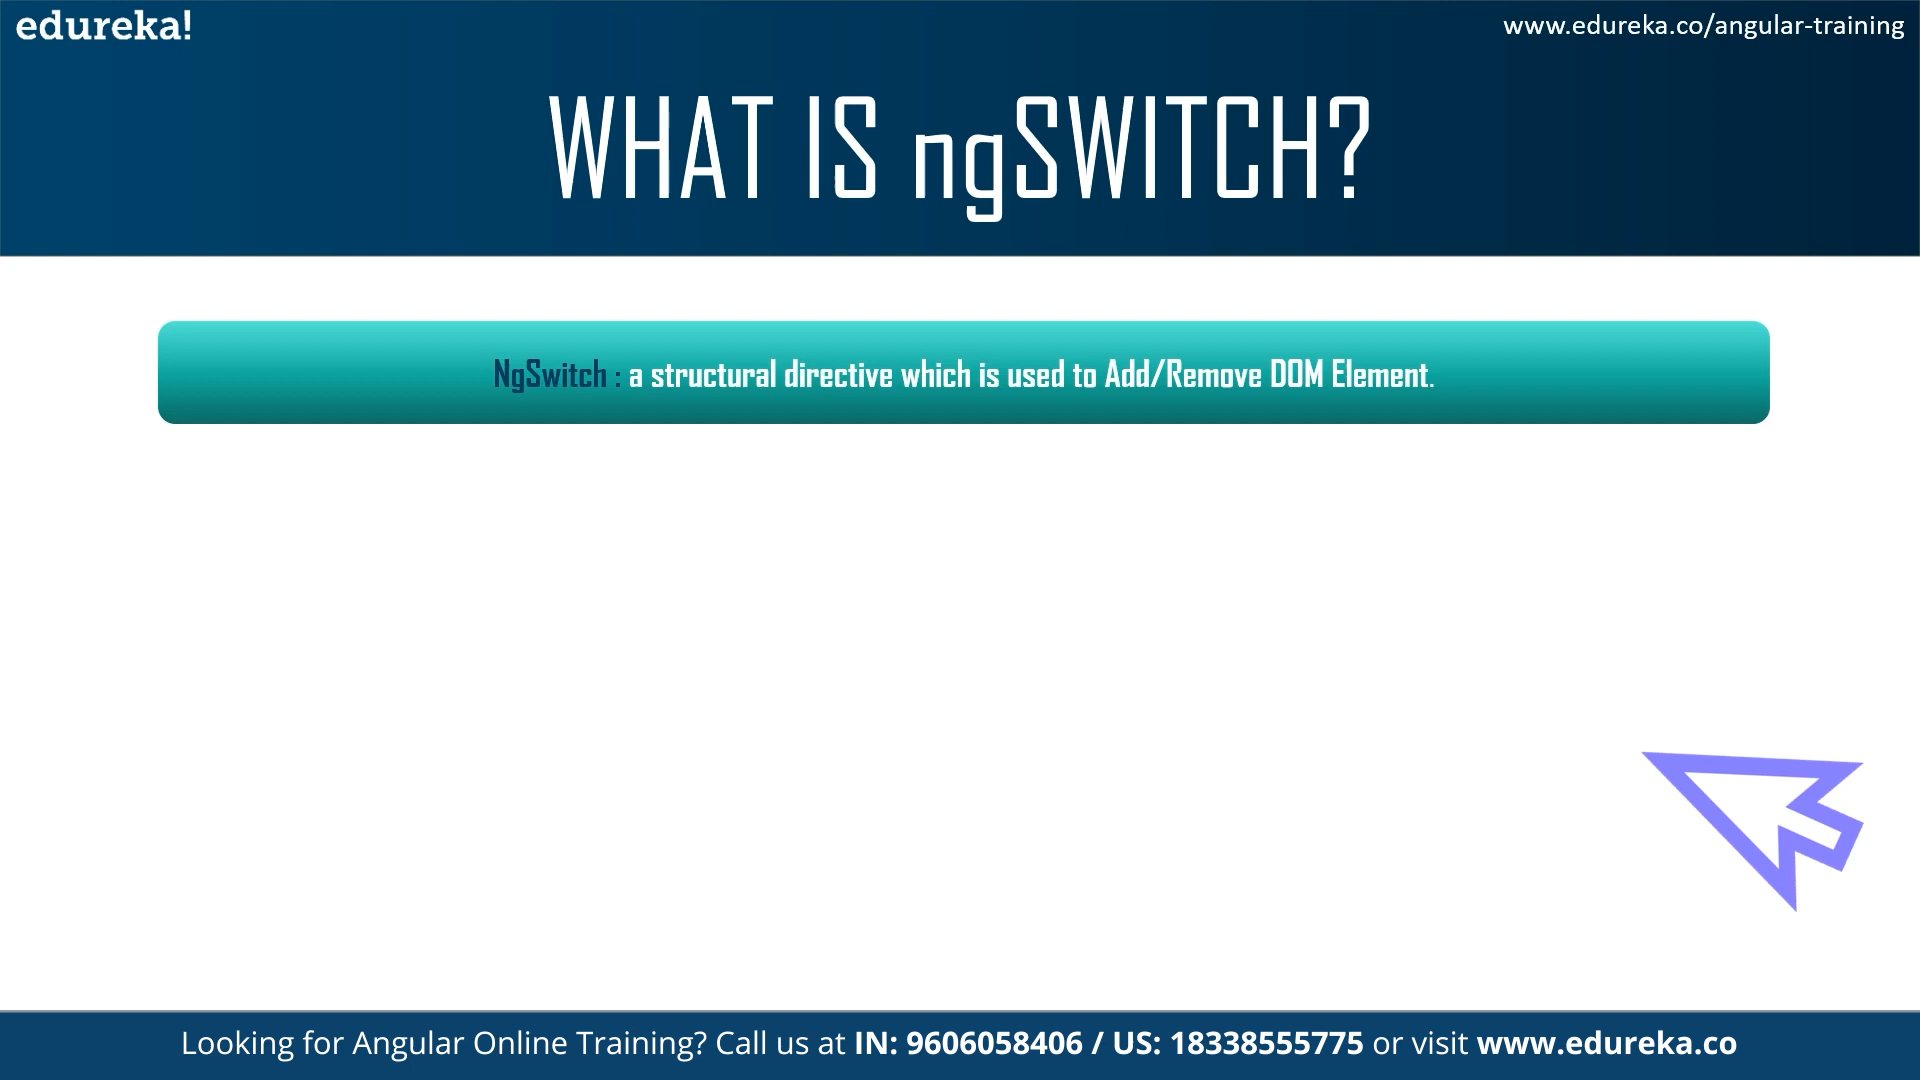 edureka!
www.edureka.co/angular-training
WHAT IS ngSWITCH?
NgSwitch : a structural directive which is used to Add/Remove DOM Element.
Looking for Angular Online Training? Call us at IN: 9606058406 / US: 18338555775 or visit www.edureka.co